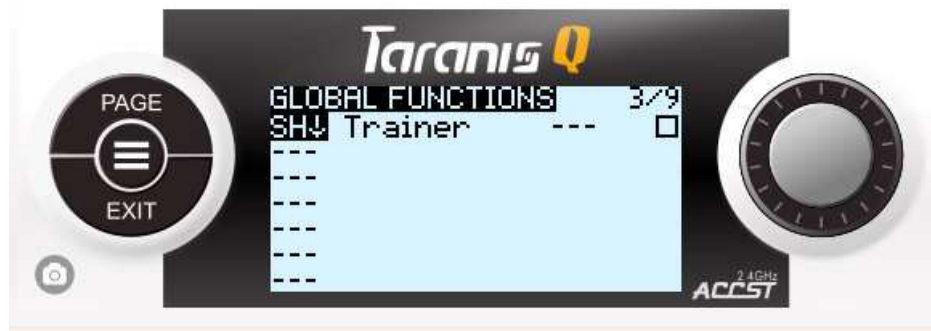 Taranis Q
PAGE
EXIT
GLOBAL FUNCTIONS 3/9
SH↓ Trainer --- □
---
---
---
---
---
---
2.4GHz
ACCST